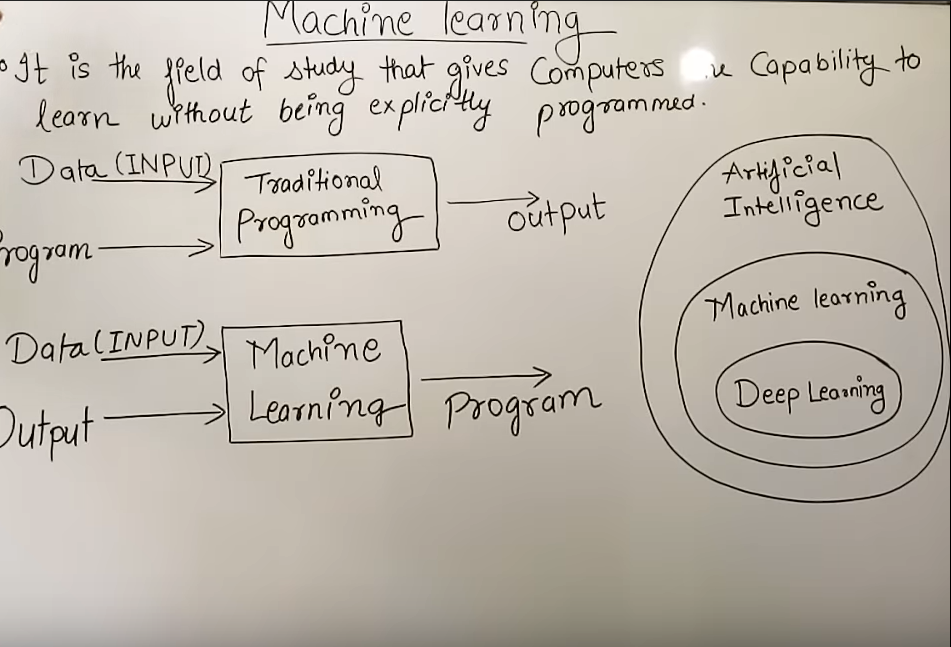 Machine learning
It is the field of study that gives Computers Capability to
learn without being explicitly programmed.
Data (INPUT)
rogram
Traditional
Programming
output
Data (INPUT)
Output
Machine
Learning
Program
Artificial
Intelligence
Machine learning
Deep Learning